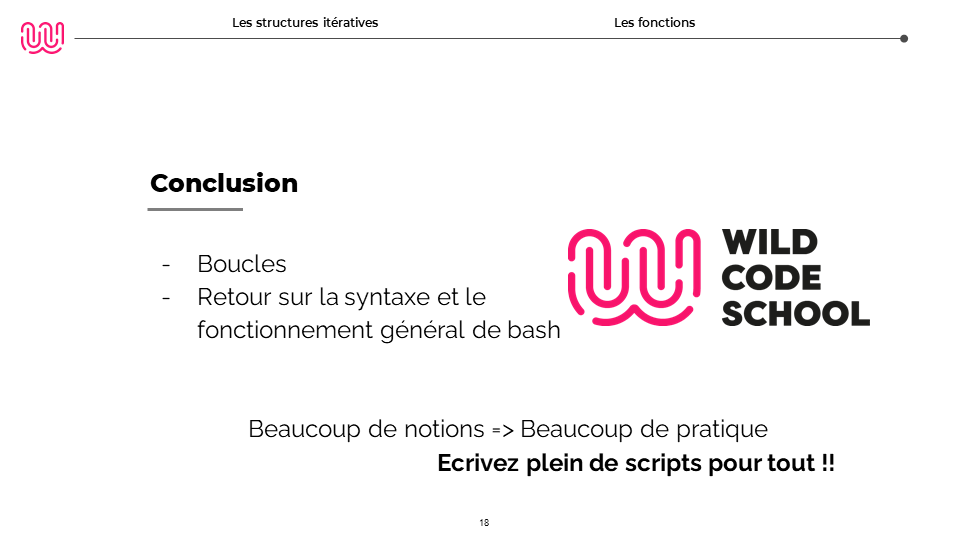 Les structures itératives
Les fonctions
Conclusion
- Boucles
- Retour sur la syntaxe et le
fonctionnement général de bash
WILD
CODE
SCHOOL
Beaucoup de notions => Beaucoup de pratique
Ecrivez plein de scripts pour tout !!
18